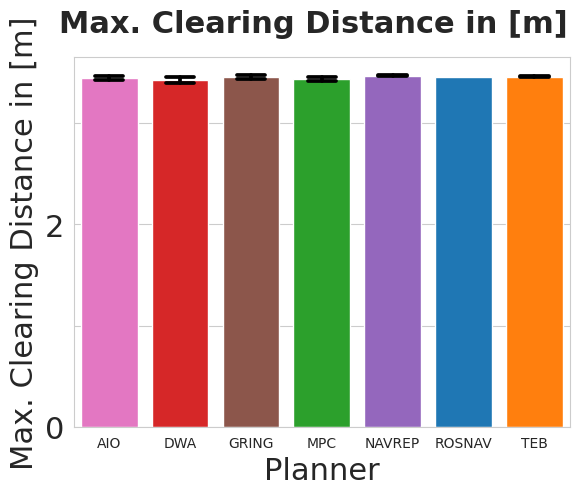 Max. Clearing Distance in [m]
Max. Clearing Distance in [m]
2
0
AIO DWA GRING MPC NAVREP ROSNAV TEB
Planner